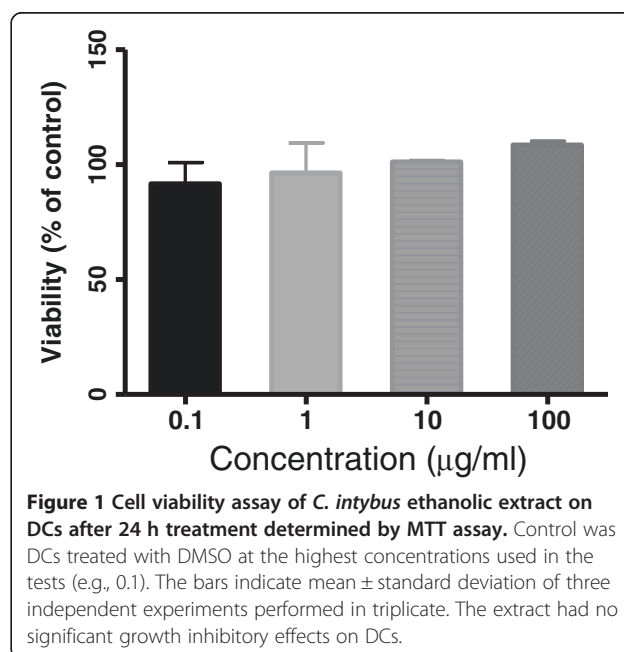 150
100
50
0
Viability (% of control)
0.1 1 10 100
Concentration (μg/ml)
Figure 1 Cell viability assay of C. intybus ethanolic extract on
DCs after 24 h treatment determined by MTT assay. Control was
DCs treated with DMSO at the highest concentrations used in the
tests (e.g., 0.1). The bars indicate mean ± standard deviation of three
independent experiments performed in triplicate. The extract had no
significant growth inhibitory effects on DCs.